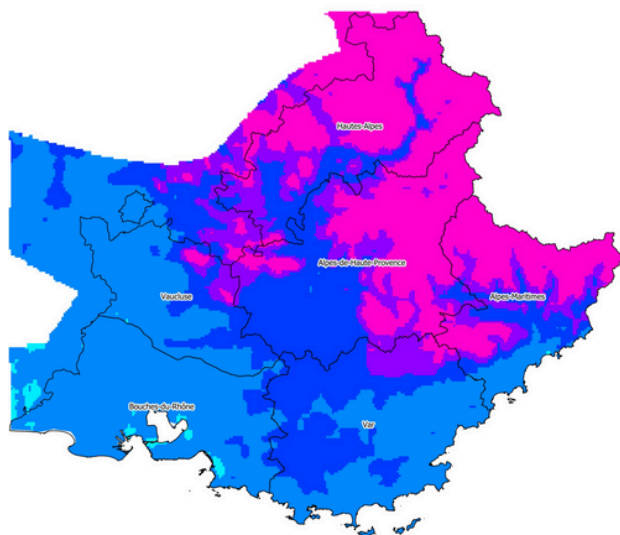 Hautes-Alpes
Alpes-de-Haute-Provence
Vaucluse
Alpes-Maritimes
Bouches-du-Rhône
Var